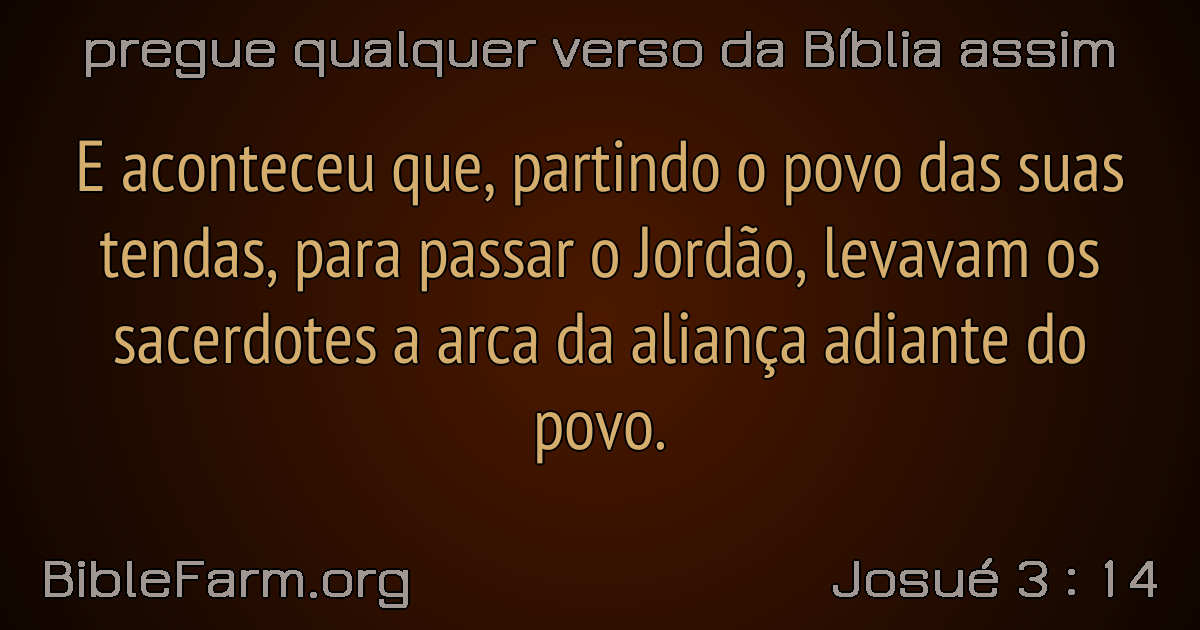 pregue qualquer verso da Bíblia assim
E aconteceu que, partindo o povo das suas
tendas, para passar o Jordão, levavam os
sacerdotes a arca da aliança adiante do
povo.
BibleFarm.org
Josué 3 : 14